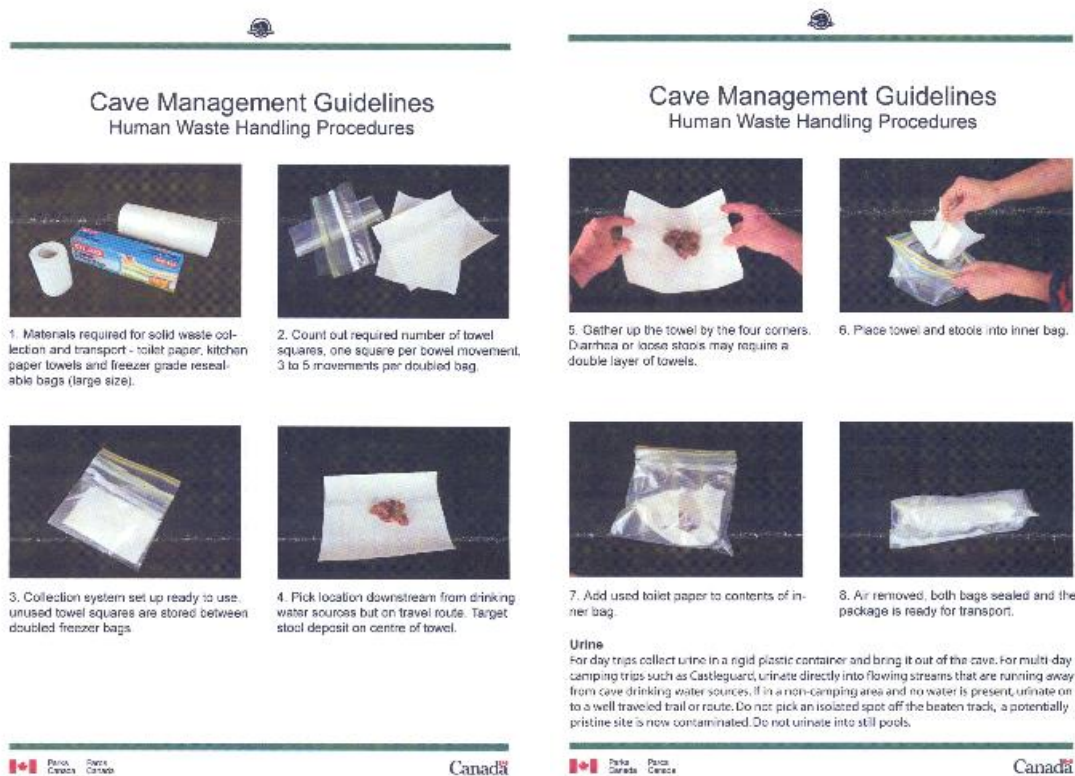 Cave Management Guidelines
Human Waste Handling Procedures
1. Materials required for solid waste col-
lection and transport - toilet paper, kitchen
paper towels and freezer grade reseal-
able bags (large size).
2. Count out required number of towel
squares, one square per bowel movement,
3 to 5 movements per doubled bag.
3. Collection system set up ready to use,
unused towel squares are stored between
doubled freezer bags.
4. Pick location downstream from drinking
water sources but on travel route. Target
stool deposit on centre of towel.
Parks Parcs
Canada Canada
Canada
Cave Management Guidelines
Human Waste Handling Procedures
5. Gather up the towel by the four corners.
Diarrhea or loose stools may require a
double layer of towels.
6. Place towel and stools into inner bag.
7. Add used toilet paper to contents of in-
ner bag.
8. Air removed, both bags sealed and the
package is ready for transport.
Urine
For day trips collect urine in a rigid plastic container and bring it out of the cave. For multi-day
camping trips such as Castleguard, urinate directly into flowing streams that are running away
from cave drinking water sources. If in a non-camping area and no water is present, urinate on
to a well traveled trail or route. Do not pick an isolated spot off the beaten track, a potentially
pristine site is now contaminated. Do not urinate into still pools.
Parks Parcs
Canada Canada
Canada